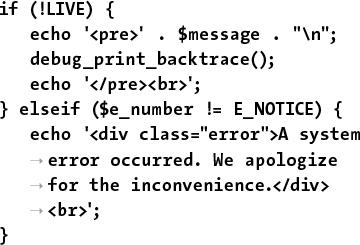 if (!LIVE) {
echo '<pre>' . $message . "\n";
debug_print_backtrace();
echo '</pre><br>';
} elseif ($e_number != E_NOTICE) {
echo '<div class="error">A system
→ error occurred. We apologize
→ for the inconvenience.</div>
→ <br>';
}